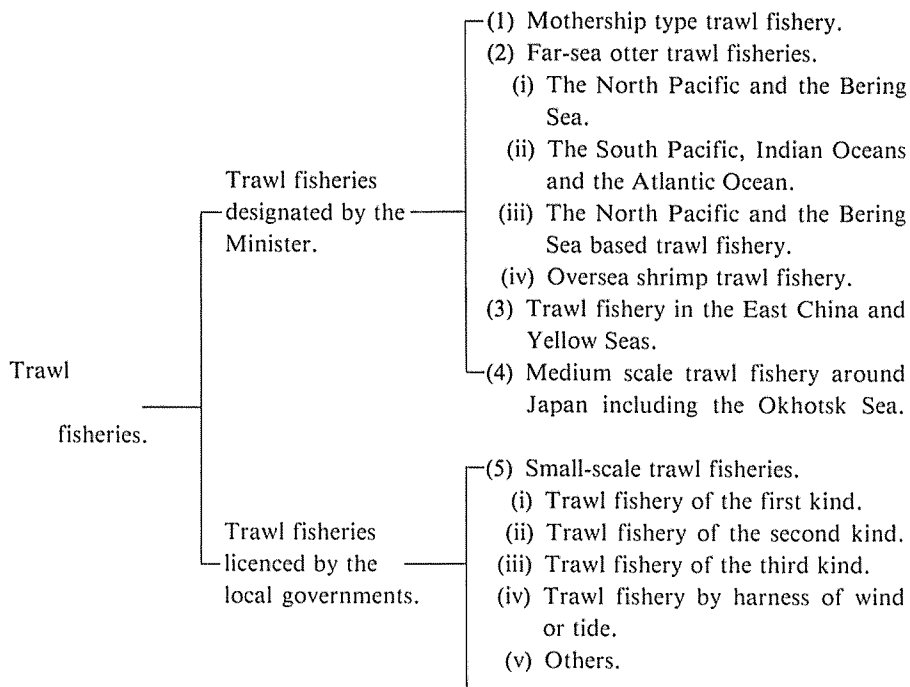 Trawl
fisheries.
Trawl fisheries
designated by the
Minister.
(1) Mothership type trawl fishery.
(2) Far-sea otter trawl fisheries.
(i) The North Pacific and the Bering
Sea.
(ii) The South Pacific, Indian Oceans
and the Atlantic Ocean.
(iii) The North Pacific and the Bering
Sea based trawl fishery.
(iv) Oversea shrimp trawl fishery.
(3) Trawl fishery in the East China and
Yellow Seas.
(4) Medium scale trawl fishery around
Japan including the Okhotsk Sea.
Trawl fisheries
licenced by the
local governments.
(5) Small-scale trawl fisheries.
(i) Trawl fishery of the first kind.
(ii) Trawl fishery of the second kind.
(iii) Trawl fishery of the third kind.
(iv) Trawl fishery by harness of wind
or tide.
(v) Others.